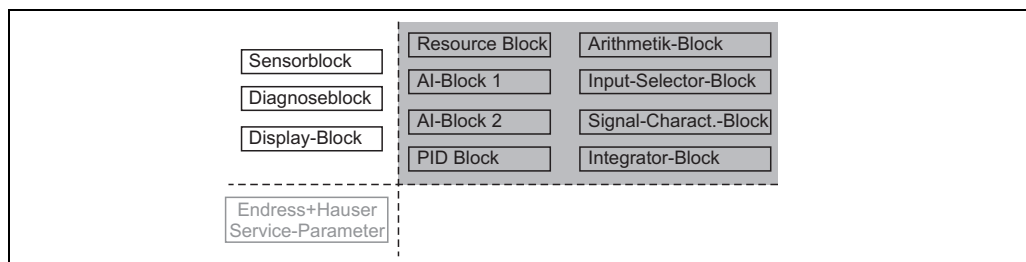 Sensorblock
Diagnoseblock
Display-Block
Resource Block
AI-Block 1
AI-Block 2
PID Block
Arithmetik-Block
Input-Selector-Block
Signal-Charact.-Block
Integrator-Block
Endress+Hauser
Service-Parameter